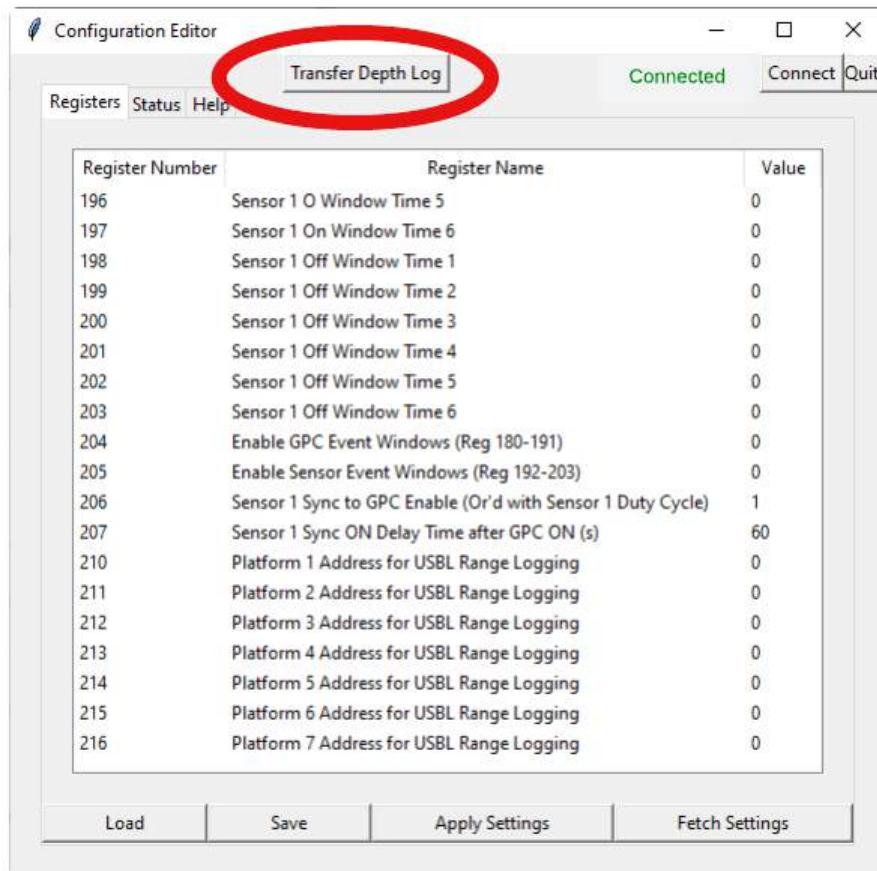 Configuration Editor
Transfer Depth Log Connected Connect Quit
Registers Status Help
Register Number Register Name Value
196 Sensor 1 O Window Time 5 0
197 Sensor 1 On Window Time 6 0
198 Sensor 1 Off Window Time 1 0
199 Sensor 1 Off Window Time 2 0
200 Sensor 1 Off Window Time 3 0
201 Sensor 1 Off Window Time 4 0
202 Sensor 1 Off Window Time 5 0
203 Sensor 1 Off Window Time 6 0
204 Enable GPC Event Windows (Reg 180-191) 0
205 Enable Sensor Event Windows (Reg 192-203) 0
206 Sensor 1 Sync to GPC Enable (Or'd with Sensor 1 Duty Cycle) 1
207 Sensor 1 Sync ON Delay Time after GPC ON (s) 60
210 Platform 1 Address for USBL Range Logging 0
211 Platform 2 Address for USBL Range Logging 0
212 Platform 3 Address for USBL Range Logging 0
213 Platform 4 Address for USBL Range Logging 0
214 Platform 5 Address for USBL Range Logging 0
215 Platform 6 Address for USBL Range Logging 0
216 Platform 7 Address for USBL Range Logging 0
Load Save Apply Settings Fetch Settings